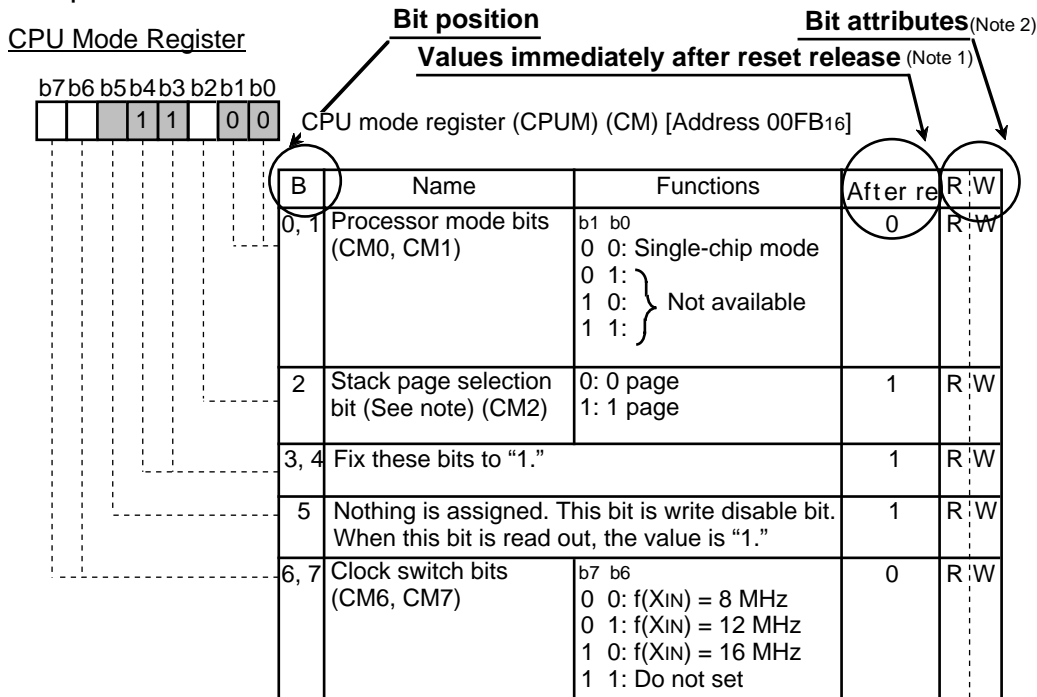 Bit position
Bit attributes(Note 2)
CPU Mode Register
Values immediately after reset release (Note 1)
b7 b6 b5 b4 b3 b2 b1 b0
1 1 0 0
CPU mode register (CPUM) (CM) [Address 00FB16]
B Name Functions After re R W
0, 1 Processor mode bits b1 b0 0 R W
(CM0, CM1) 0 0: Single-chip mode
0 1:
1 0: Not available
1 1:
2 Stack page selection 0: 0 page 1 R W
bit (See note) (CM2) 1: 1 page
3, 4 Fix these bits to “1.” 1 R W
5 Nothing is assigned. This bit is write disable bit. 1 R W
When this bit is read out, the value is “1.”
6, 7 Clock switch bits b7 b6 0 R W
(CM6, CM7) 0 0: f(XIN) = 8 MHz
0 1: f(XIN) = 12 MHz
1 0: f(XIN) = 16 MHz
1 1: Do not set